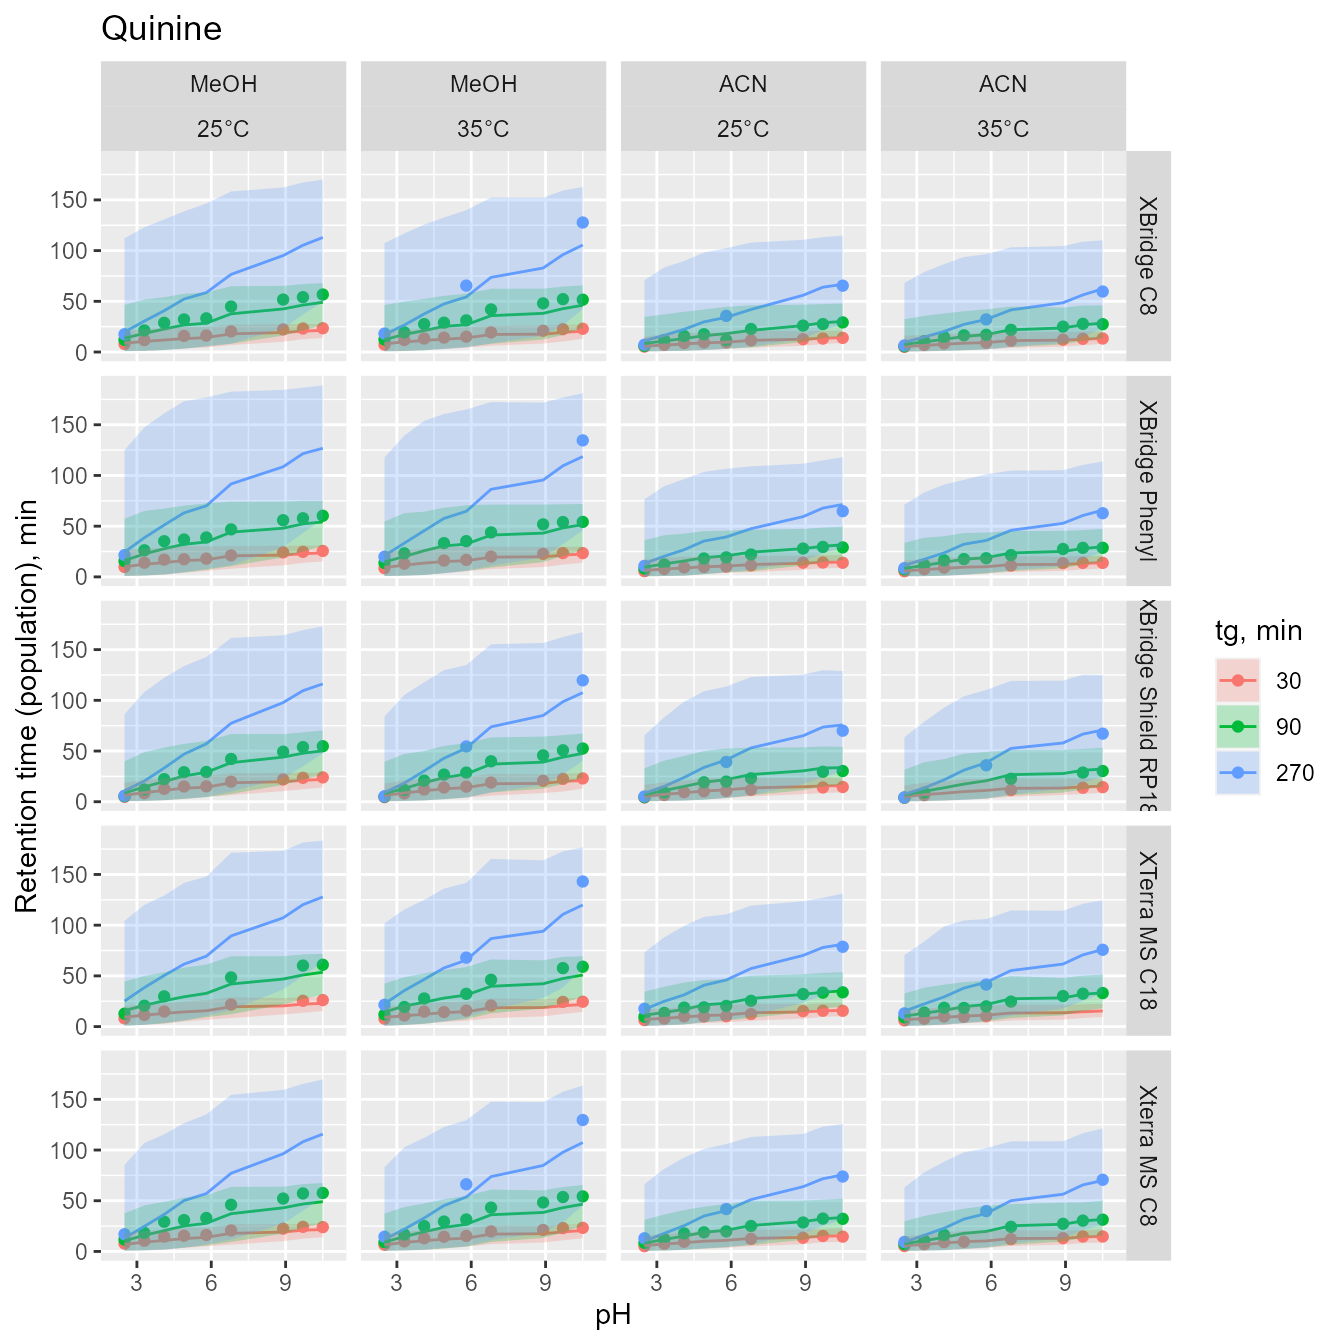 Quinine
MeOH
MeOH
ACN
ACN
25°C
35°C
25°C
35°C
150
100
50
0
XBridge C8
150
100
50
0
XBridge Phenyl
150
100
50
0
XBridge Shield RP18
150
100
50
0
XTerra MS C18
150
100
50
0
Xterra MS C8
3 6 9
3 6 9
3 6 9
3 6 9
pH
Retention time (population), min
tg, min
30
90
270